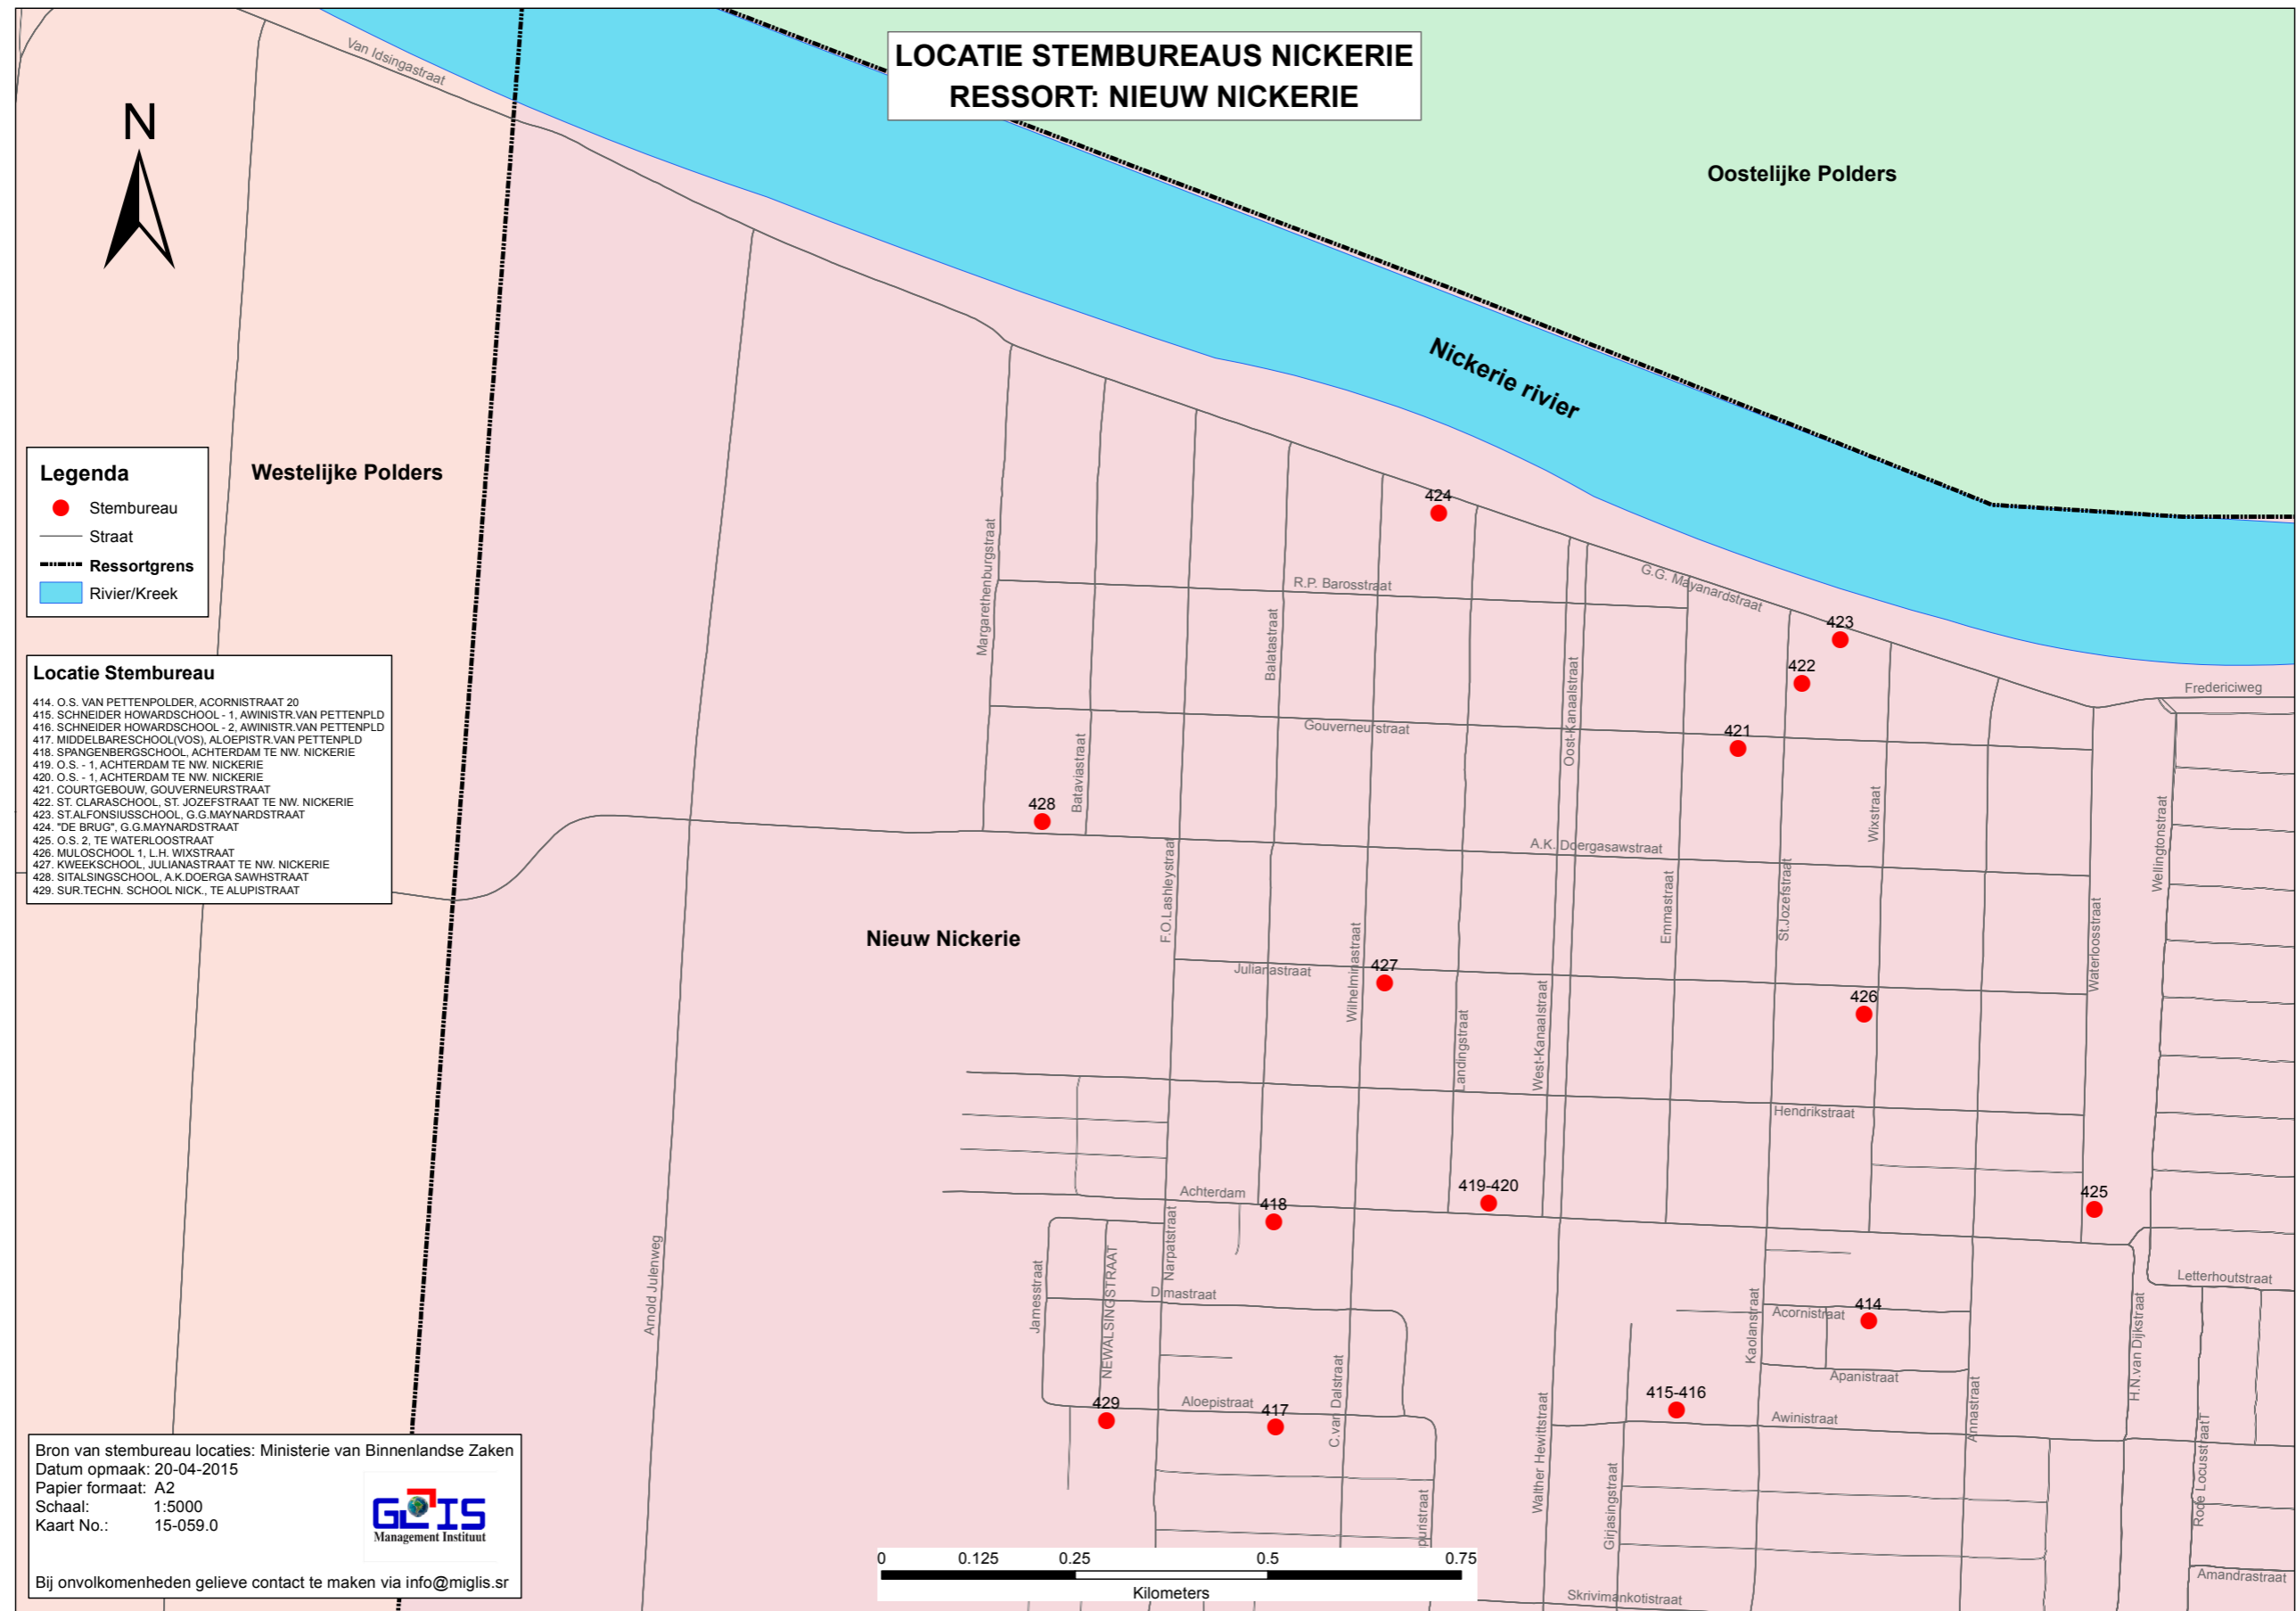 LOCATIE STEMBUREAUS NICKERIE
RESSORT: NIEUW NICKERIE
Van Idsingastraat
N
Oostelijke Polders
Nickerie rivier
Westelijke Polders
Legenda
Stembureau
Straat
Ressortgrens
Rivier/Kreek
Locatie Stembureau
414. O.S. VAN PETTENPOLDER, ACORNISTRAAT 20
415. SCHNEIDER HOWARDSCHOOL - 1, AWINISTR.VAN PETTENPLD
416. SCHNEIDER HOWARDSCHOOL - 2, AWINISTR.VAN PETTENPLD
417. MIDDELBARESCHOOL(VOS), ALOEPISTR.VAN PETTENPLD
418. SPANGENBERGSCHOOL, ACHTERDAM TE NW. NICKERIE
419. O.S. - 1, ACHTERDAM TE NW. NICKERIE
420. O.S. - 1, ACHTERDAM TE NW. NICKERIE
421. COURTGEBOUW, GOUVERNEURSTRAAT
422. ST. CLARASCHOOL, ST. JOZEFSTRAAT TE NW. NICKERIE
423. ST.ALFONSIUSSCHOOL, G.G.MAYNARDSTRAAT
424. "DE BRUG", G.G.MAYNARDSTRAAT
425. O.S. 2, TE WATERLOOSTRAAT
426. MULOSCHOOL 1, L.H. WIXSTRAAT
427. KWEEKSCHOOL, JULIANASTRAAT TE NW. NICKERIE
428. SITALSINGSCHOOL, A.K.DOERGA SAWHSTRAAT
429. SUR.TECHN. SCHOOL NICK., TE ALUPISTRAAT
424
R.P. Barosstraat
G.G. Mayanardstraat
Margarethenburgstraat
Balatastraat
423
422
Oost-Kanaalstraat
Fredericiweg
Gouverneurstraat
421
Bataviastraat
428
Wixstraat
Wellingtonstraat
A.K. Doergasawstraat
F.O.Lashleystraat
Emmastraat
St.Jozefstraat
Waterloosstraat
Nieuw Nickerie
Julianastraat
Wilhelminastraat
427
426
Landingstraat
West-Kanaalstraat
Hendrikstraat
Achterdam
418
419-420
425
Narpatstraat
Arnold Julenweg
Jamesstraat
NEWALSINGSTRAAT
Dimastraat
Letterhoutstraat
Kaolanstraat
Acornistraat
414
H.N.van Dijkstraat
Apanistraat
C.van Dalstraat
415-416
Awinistraat
Annastraat
429
Aloepistraat
417
Walther Hewittstraat
Girjasingstraat
Rode LocusstraatT
puristraat
Skrivimankotistraat
Amandrastraat
Bron van stembureau locaties: Ministerie van Binnenlandse Zaken
Datum opmaak: 20-04-2015
Papier formaat: A2
Schaal: 1:5000
Kaart No.: 15-059.0
GLIS
Management Instituut
Bij onvolkomenheden gelieve contact te maken via info@miglis.sr
0 0.125 0.25 0.5 0.75
Kilometers